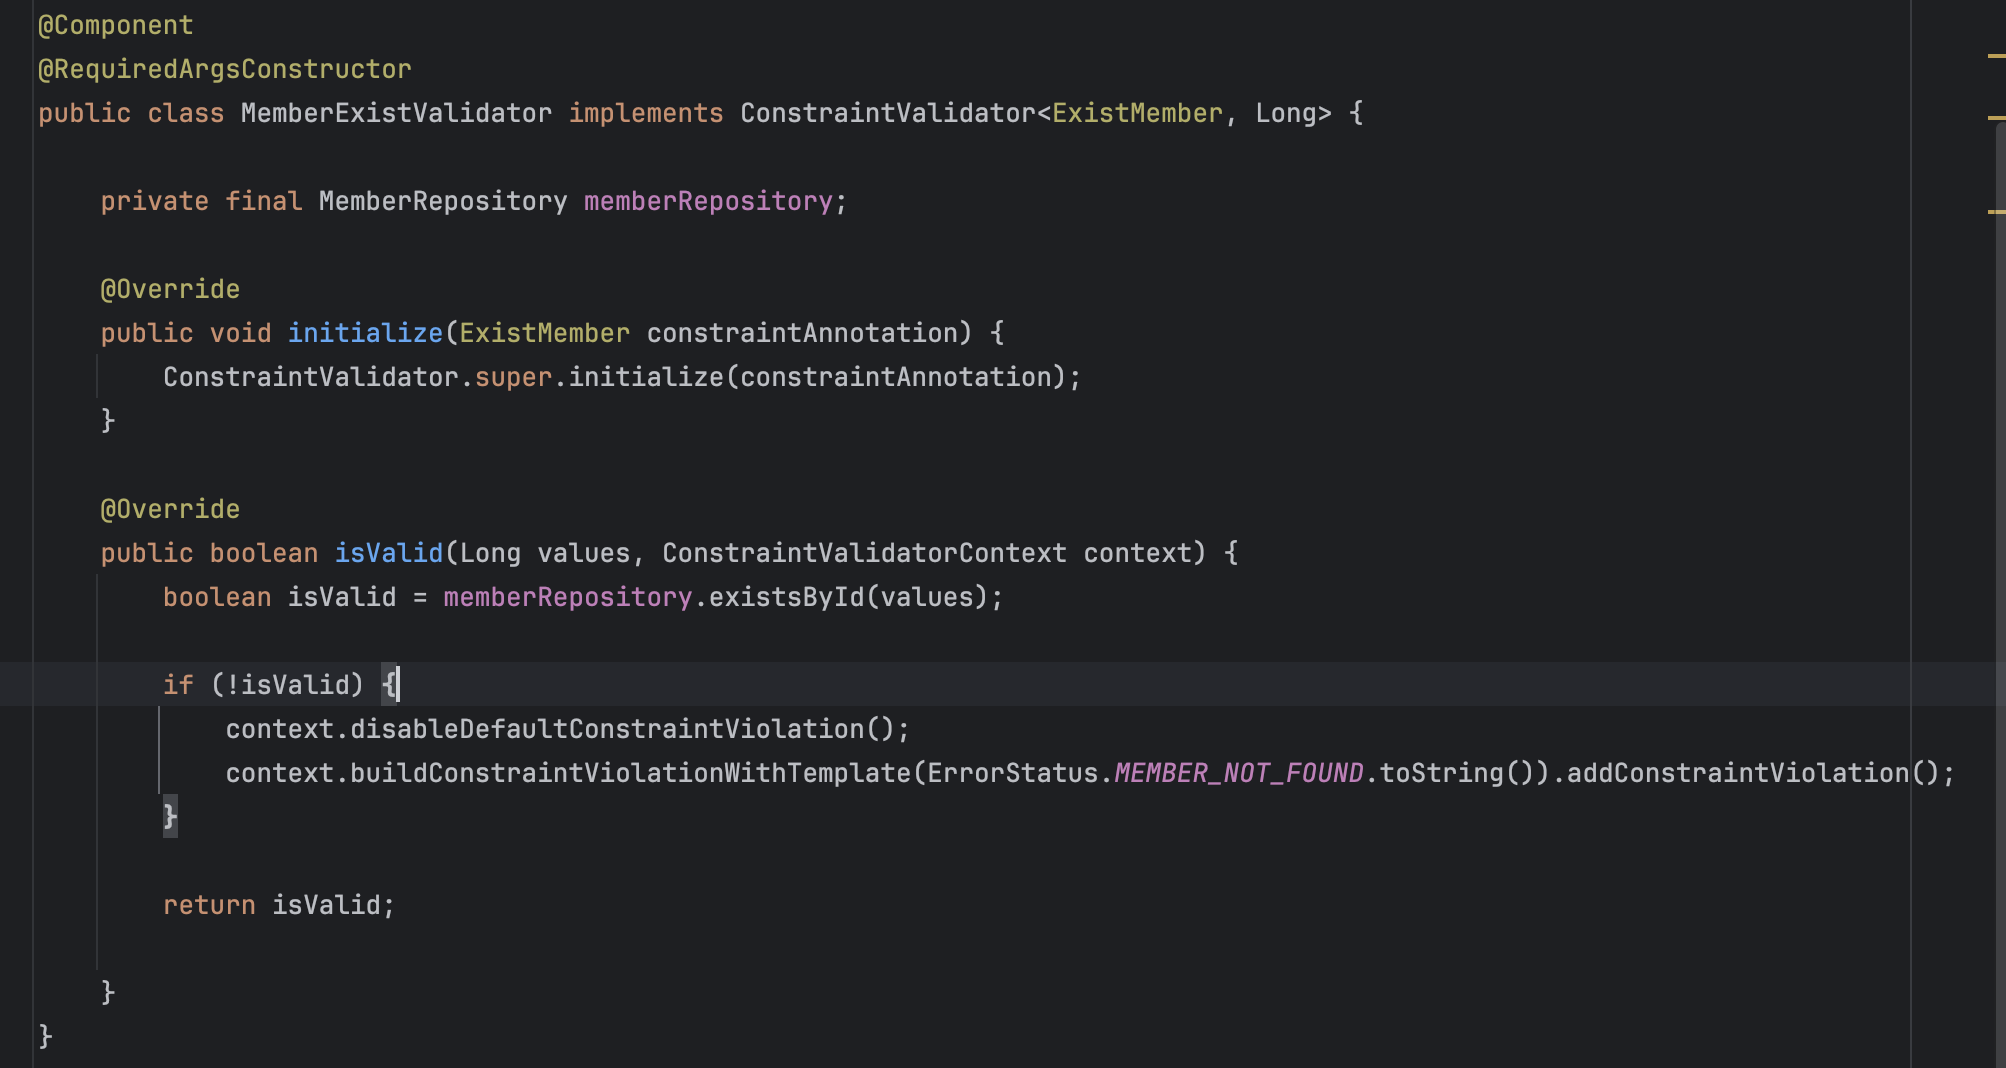 @Component
@RequiredArgsConstructor
public class MemberExistValidator implements ConstraintValidator<ExistMember, Long> {
private final MemberRepository memberRepository;
@Override
public void initialize(ExistMember constraintAnnotation) {
ConstraintValidator.super.initialize(constraintAnnotation);
}
@Override
public boolean isValid(Long values, ConstraintValidatorContext context) {
boolean isValid = memberRepository.existsById(values);
if (!isValid) {
context.disableDefaultConstraintViolation();
context.buildConstraintViolationWithTemplate(ErrorStatus.MEMBER_NOT_FOUND.toString()).addConstraintViolation();
}
return isValid;
}
}